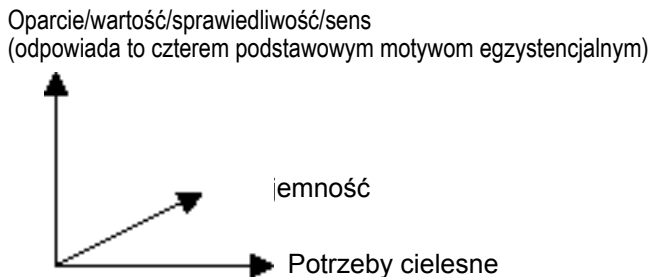 Oparcie/wartość/sprawiedliwość/sens
(odpowiada to czterem podstawowym motywom egzystencjalnym)
jemność
Potrzeby cielesne